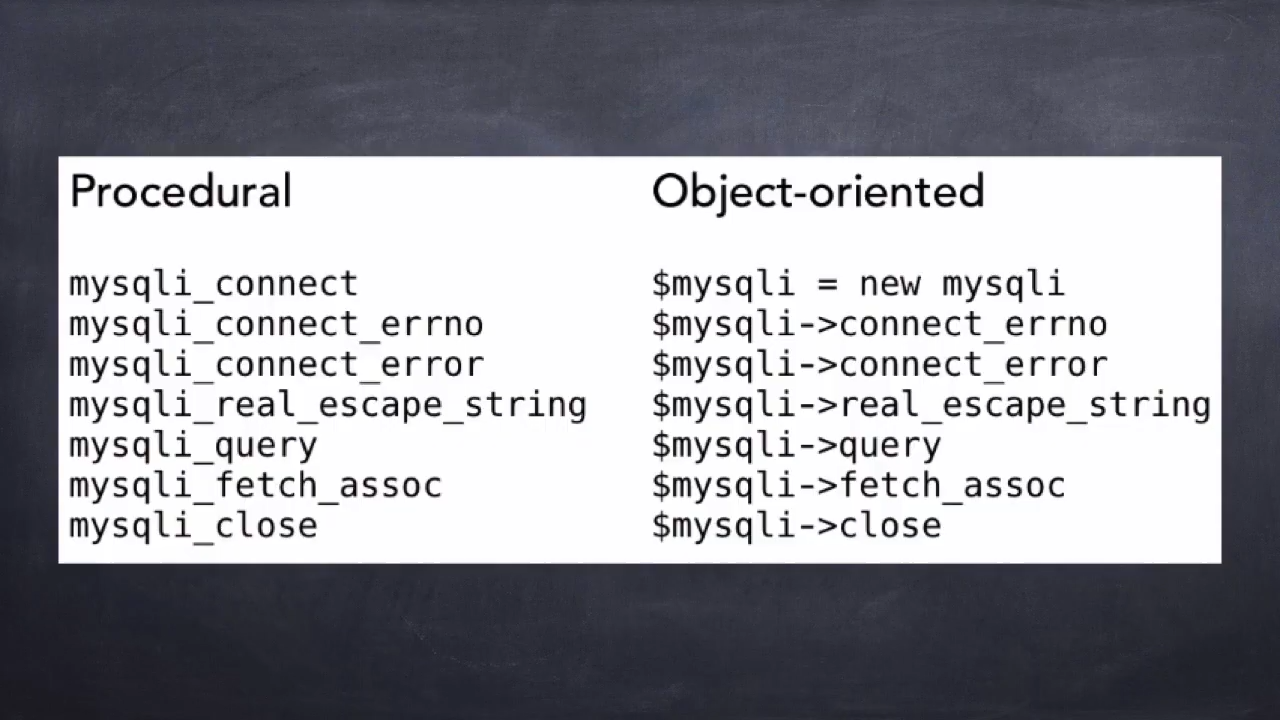 Procedural
mysqli_connect
mysqli_connect_errno
mysqli_connect_error
mysqli_real_escape_string
mysqli_query
mysqli_fetch_assoc
mysqli_close
Object-oriented
$mysqli = new mysqli
$mysqli->connect_errno
$mysqli->connect_error
$mysqli->real_escape_string
$mysqli->query
$mysqli->fetch_assoc
$mysqli->close